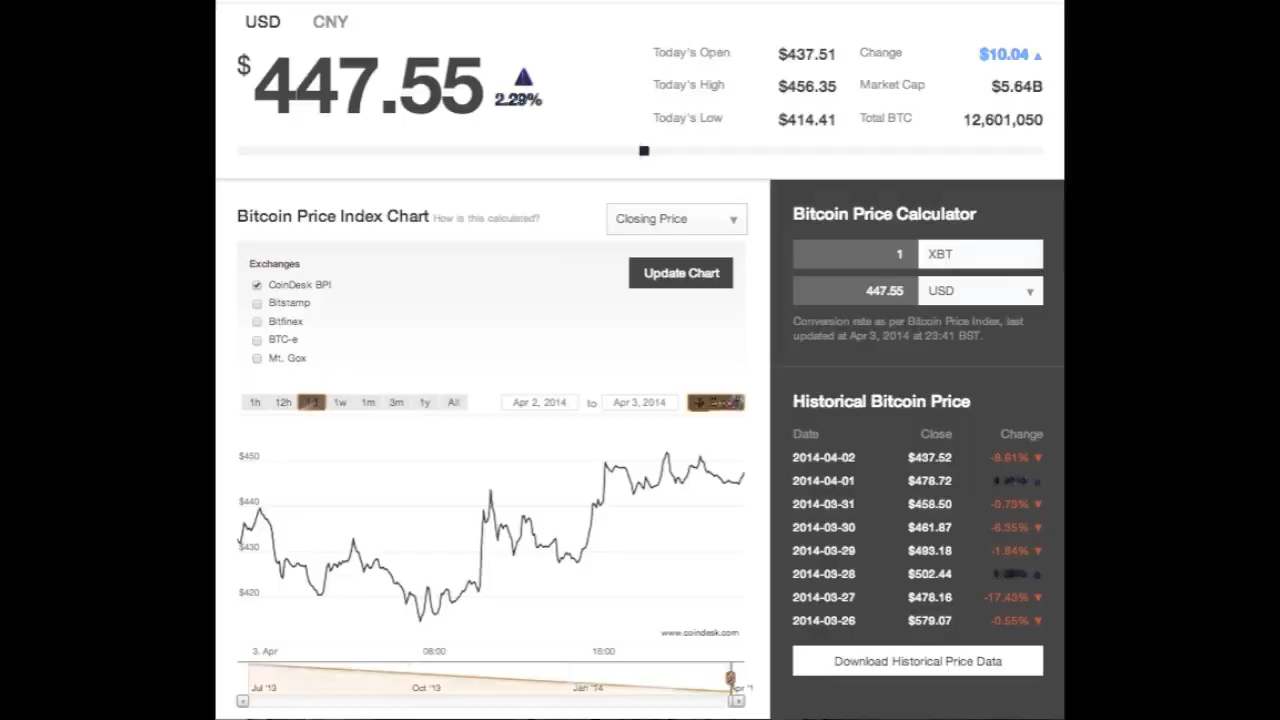 USD CNY
$447.55 2.29%
Today's Open $437.51 Change $10.04 ▲
Today's High $456.35 Market Cap $5.64B
Today's Low $414.41 Total BTC 12,601,050
Bitcoin Price Index Chart How is this calculated? Closing Price ▼
Exchanges
Update Chart
CoinDesk BPI
Bitstamp
Bitfinex
BTC-e
Mt. Gox
1h 12h 1w 1m 3m 1y All Apr 2, 2014 to Apr 3, 2014
$450
$440
$430
$420
www.coindesk.com
3. Apr 08:00 16:00
Jul '13 Oct '13 Jan '14 Apr '1
Bitcoin Price Calculator
1 XBT
447.55 USD ▼
Conversion rate as per Bitcoin Price Index, last
updated at Apr 3, 2014 at 23:41 BST.
Historical Bitcoin Price
Date Close Change
2014-04-02 $437.52 -8.61% ▼
2014-04-01 $478.72
2014-03-31 $458.50 -0.73% ▼
2014-03-30 $461.87 -6.35% ▼
2014-03-29 $493.18 -1.84% ▼
2014-03-28 $502.44
2014-03-27 $478.16 -17.43% ▼
2014-03-26 $579.07 -0.55% ▼
Download Historical Price Data